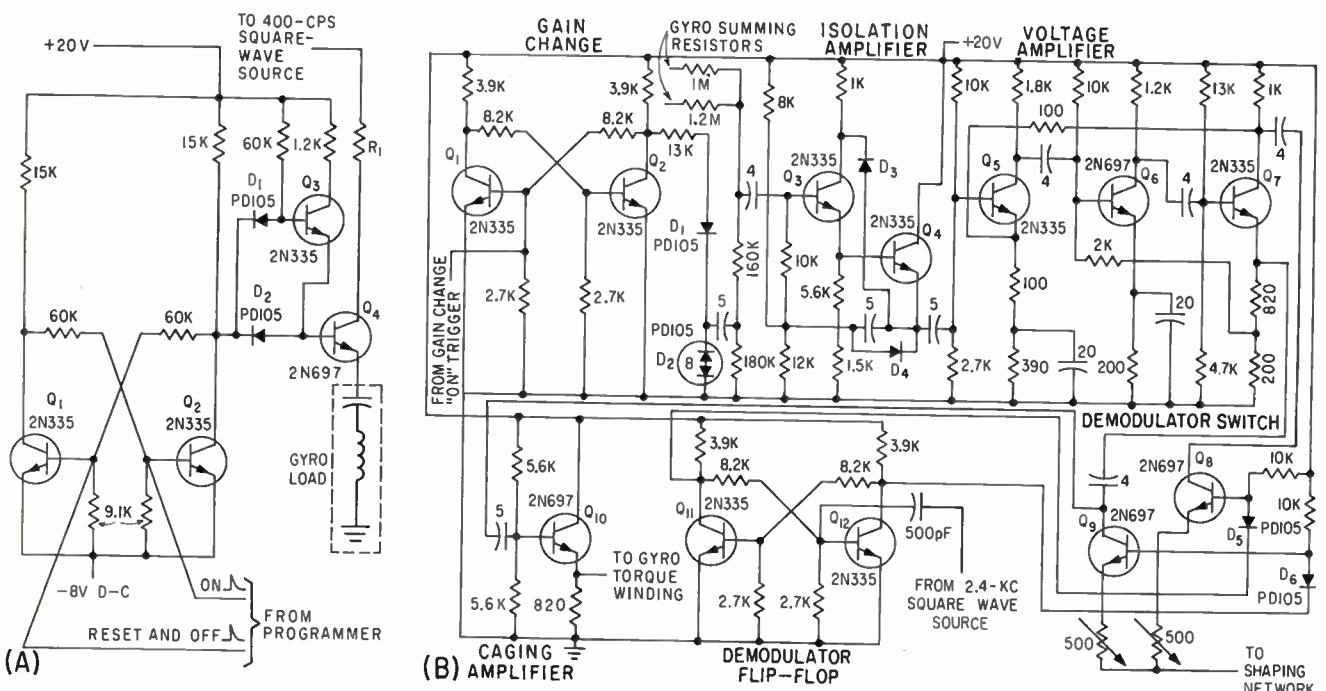 TO 400-CPS
SQUARE-
WAVE
SOURCE
+20V
15K
15K
60K
1.2K
R1
D1
PD105
Q3
2N335
D2
PD105
Q4
2N697
60K
60K
Q1
2N335
Q2
2N335
9.1K
GYRO
LOAD
-8V D-C
ON
RESET AND OFF
FROM
PROGRAMMER
(A)
GAIN
CHANGE
GYRO SUMMING
RESISTORS
ISOLATION
AMPLIFIER
+20V
VOLTAGE
AMPLIFIER
3.9K
3.9K
1M
1.2M
8K
1K
10K
1.8K
10K
1.2K
13K
1K
8.2K
8.2K
13K
100
4
Q1
2N335
Q2
2N335
4
Q3
2N335
D3
2N335
Q4
Q5
2N335
4
2N697
Q6
4
2N335
Q7
D1
PD105
160K
10K
5.6K
100
2K
820
FROM GAIN CHANGE
"ON" TRIGGER
2.7K
2.7K
PD105
D2
8
5
180K
12K
5
D4
1.5K
5
2.7K
390
20
200
20
4.7K
200
DEMODULATOR SWITCH
5.6K
5
2N697
Q10
5.6K
820
TO GYRO
TORQUE
WINDING
3.9K
8.2K
8.2K
3.9K
Q11
2N335
Q12
2N335
500pF
2.7K
2.7K
FROM 2.4-KC
SQUARE WAVE
SOURCE
4
2N697
Q8
10K
10K
PD105
D5
Q9
2N697
D6
PD105
500
500
TO
SHAPING
NETWORK
(B)
CAGING
AMPLIFIER
DEMODULATOR
FLIP-FLOP